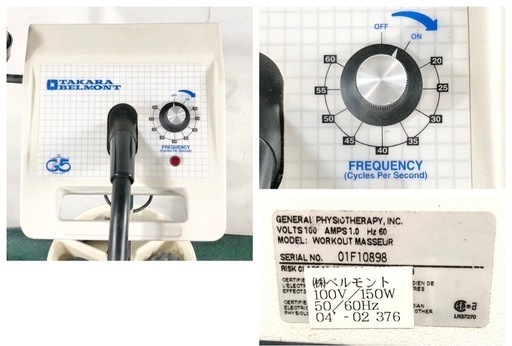 TAKARA
BELMONT
FREQUENCY
(Cycles Per Second)
G5
OFF
ON
60
55
50
45
40
35
30
25
20
FREQUENCY
(Cycles Per Second)
GENERAL PHYSIOTHERAPY, INC.
VOLTS 100 AMPS 1.0 Hz 60
MODEL: WORKOUT MASSEUR
SERIAL NO. 01F10898
㈱ベルモント
100V/150W
50/60Hz
04'-02 376
LR57270